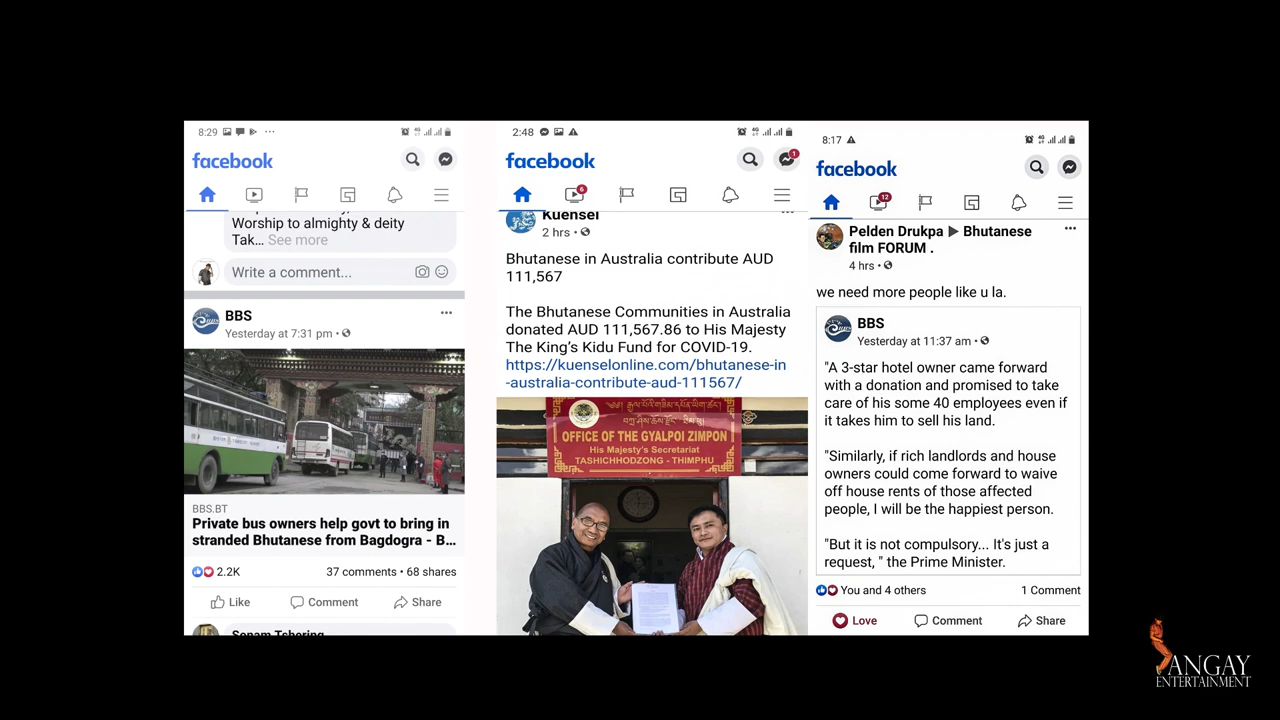 8:29
facebook
Worship to almighty & deity
Tak... See more
Write a comment...
BBS
Yesterday at 7:31 pm
BBS.BT
Private bus owners help govt to bring in
stranded Bhutanese from Bagdogra - B...
2.2K 37 comments • 68 shares
Like Comment Share
Sonam Tshering
2:48
facebook
1
6
Kuensel
2 hrs
Bhutanese in Australia contribute AUD
111,567
The Bhutanese Communities in Australia
donated AUD 111,567.86 to His Majesty
The King's Kidu Fund for COVID-19.
https://kuenselonline.com/bhutanese-in
-australia-contribute-aud-111567/
OFFICE OF THE GYALPOI ZIMPON
His Majesty's Secretariat
TASHICHHODZONG - THIMPHU
8:17
facebook
12
Pelden Drukpa ▶ Bhutanese
film FORUM .
4 hrs
we need more people like u la.
BBS
Yesterday at 11:37 am
"A 3-star hotel owner came forward
with a donation and promised to take
care of his some 40 employees even if
it takes him to sell his land.
"Similarly, if rich landlords and house
owners could come forward to waive
off house rents of those affected
people, I will be the happiest person.
"But it is not compulsory... It's just a
request, " the Prime Minister.
You and 4 others 1 Comment
Love Comment Share
ANGAY
ENTERTAINMENT